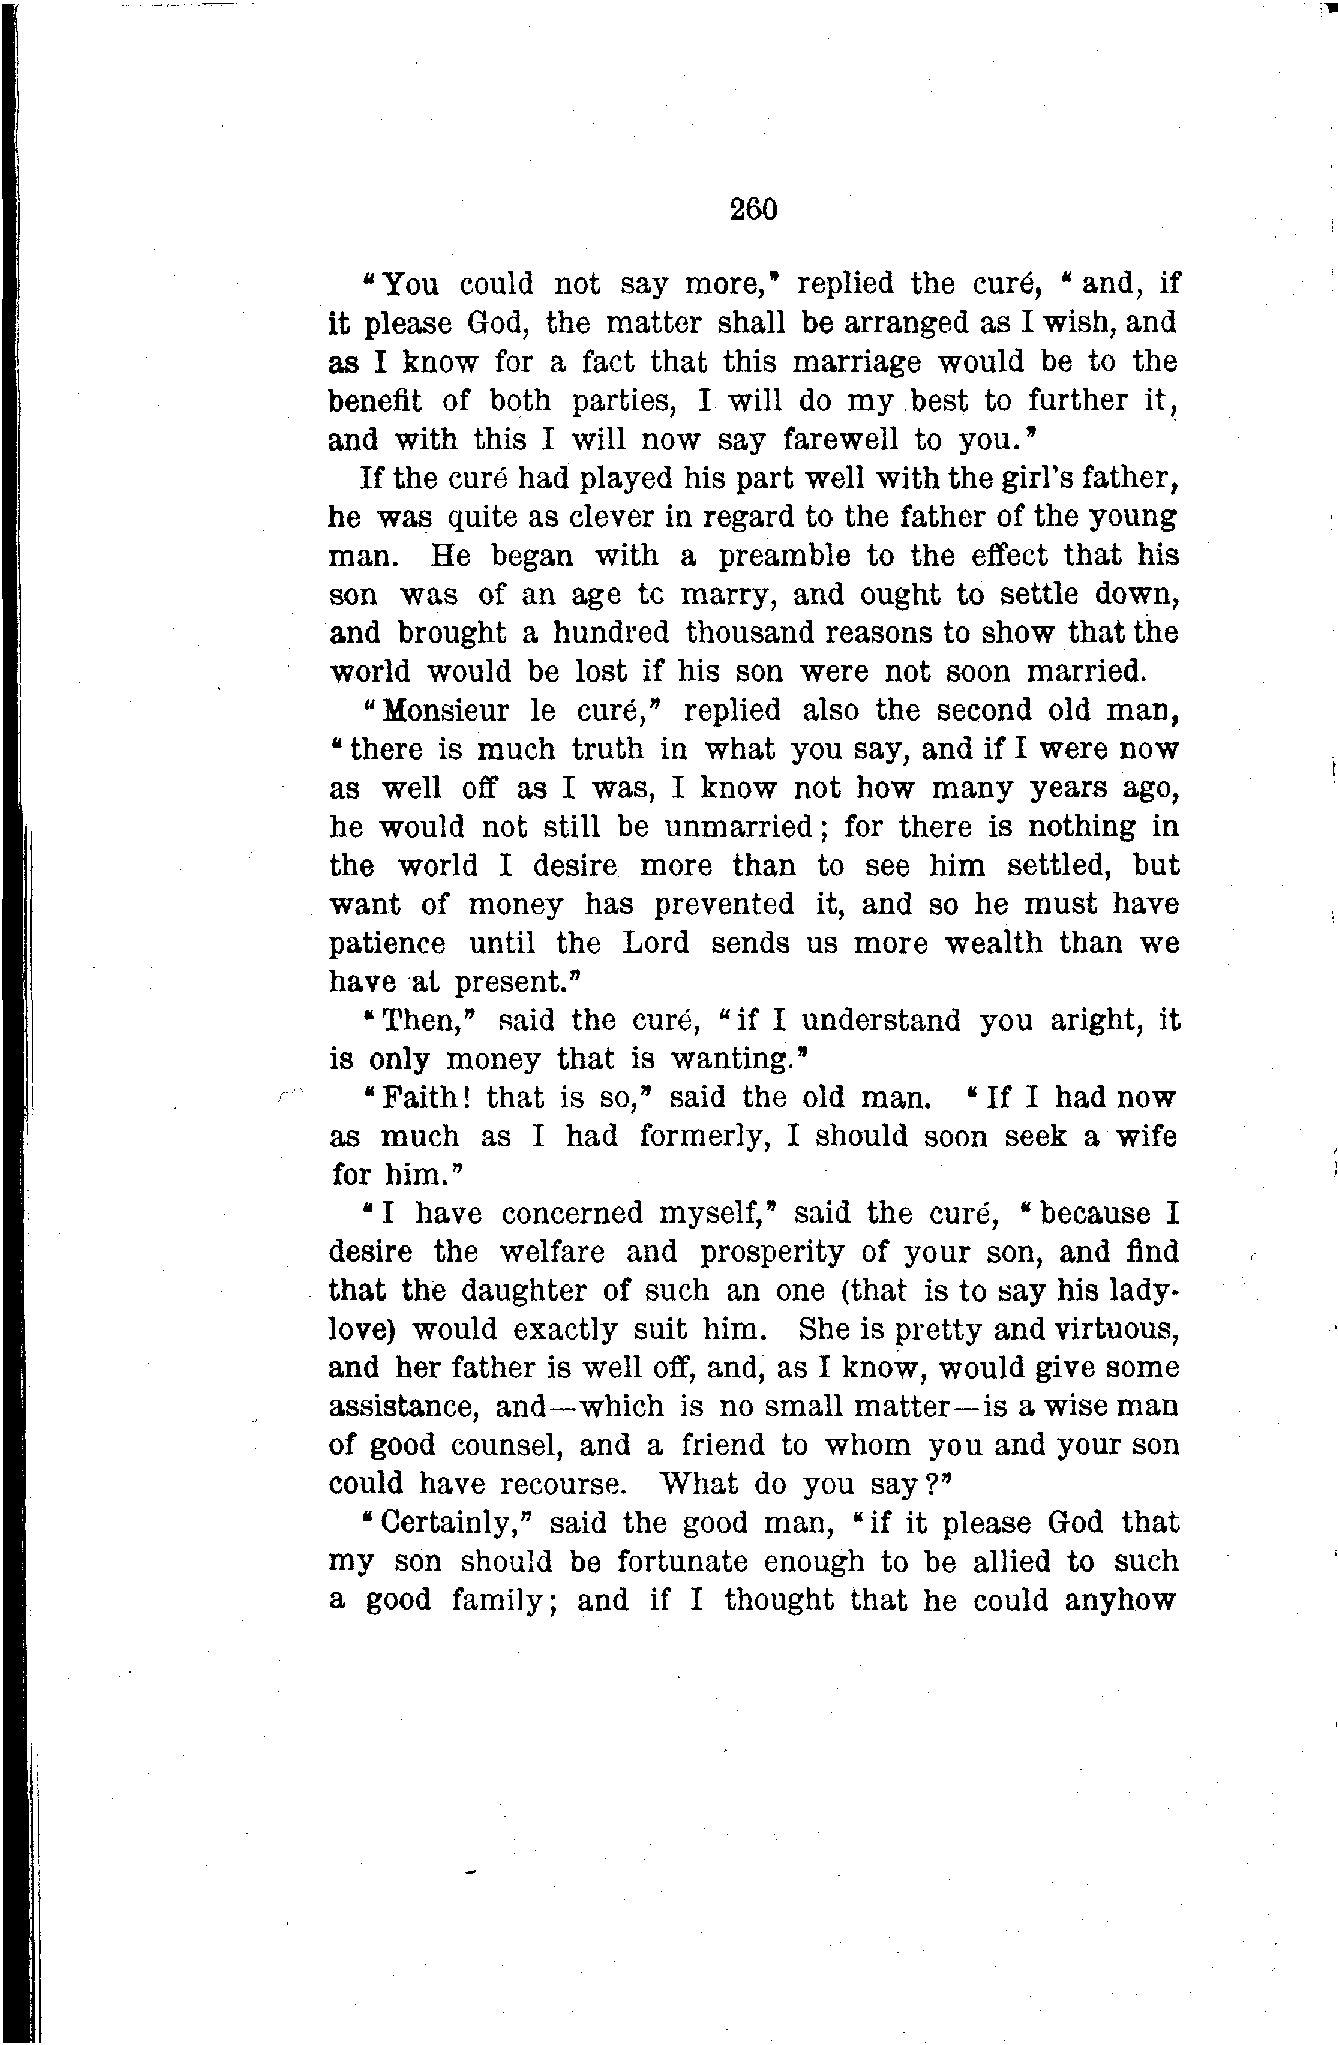 260
“You could not say more,” replied the curé, “and, if
it please God, the matter shall be arranged as I wish, and
as I know for a fact that this marriage would be to the
benefit of both parties, I will do my best to further it,
and with this I will now say farewell to you.”
If the curé had played his part well with the girl's father,
he was quite as clever in regard to the father of the young
man. He began with a preamble to the effect that his
son was of an age tc marry, and ought to settle down,
and brought a hundred thousand reasons to show that the
world would be lost if his son were not soon married.
“Monsieur le curé,” replied also the second old man,
“there is much truth in what you say, and if I were now
as well off as I was, I know not how many years ago,
he would not still be unmarried; for there is nothing in
the world I desire more than to see him settled, but
want of money has prevented it, and so he must have
patience until the Lord sends us more wealth than we
have at present.”
“Then,” said the curé, “if I understand you aright, it
is only money that is wanting.”
“Faith! that is so,” said the old man. “If I had now
as much as I had formerly, I should soon seek a wife
for him.”
“I have concerned myself,” said the curé, “because I
desire the welfare and prosperity of your son, and find
that the daughter of such an one (that is to say his lady-
love) would exactly suit him. She is pretty and virtuous,
and her father is well off, and, as I know, would give some
assistance, and—which is no small matter—is a wise man
of good counsel, and a friend to whom you and your son
could have recourse. What do you say?”
“Certainly,” said the good man, “if it please God that
my son should be fortunate enough to be allied to such
a good family; and if I thought that he could anyhow